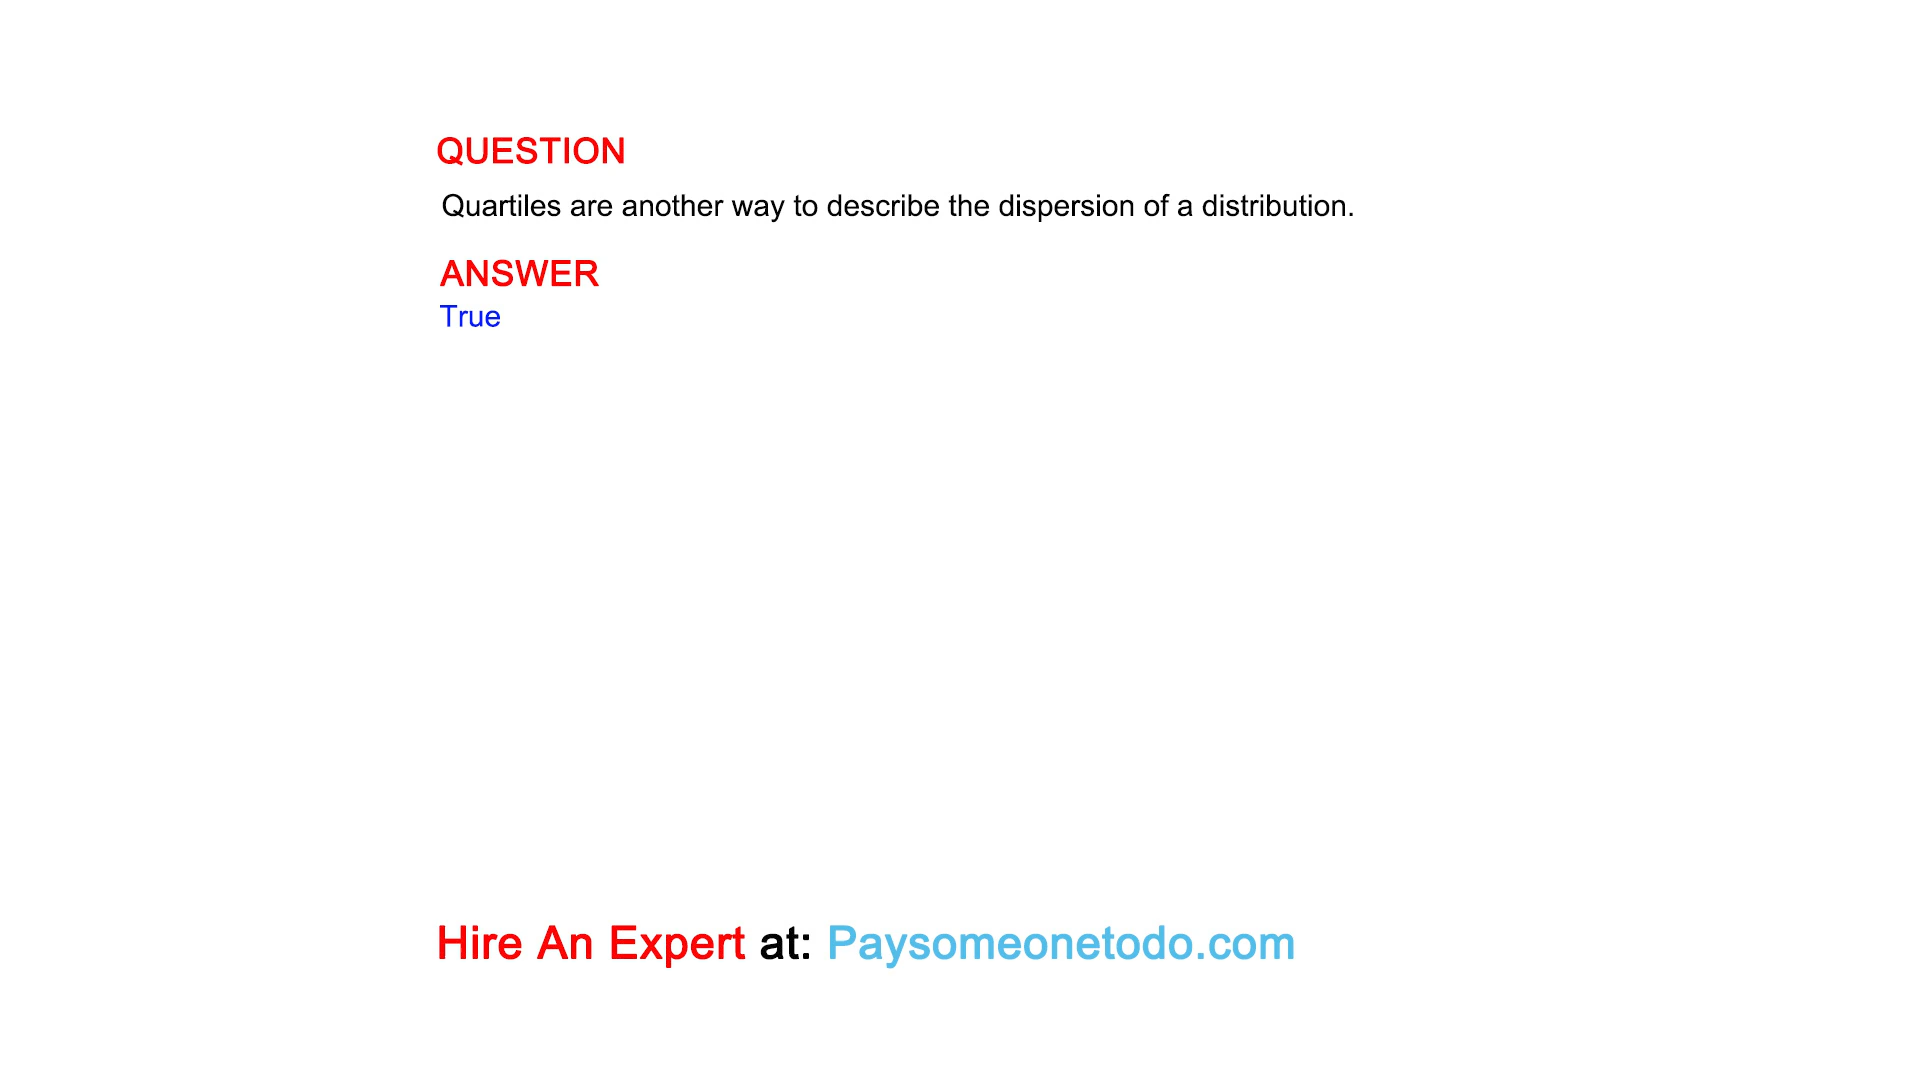 QUESTION
Quartiles are another way to describe the dispersion of a distribution.
ANSWER
True
Hire An Expert at: Paysomeonetodo.com